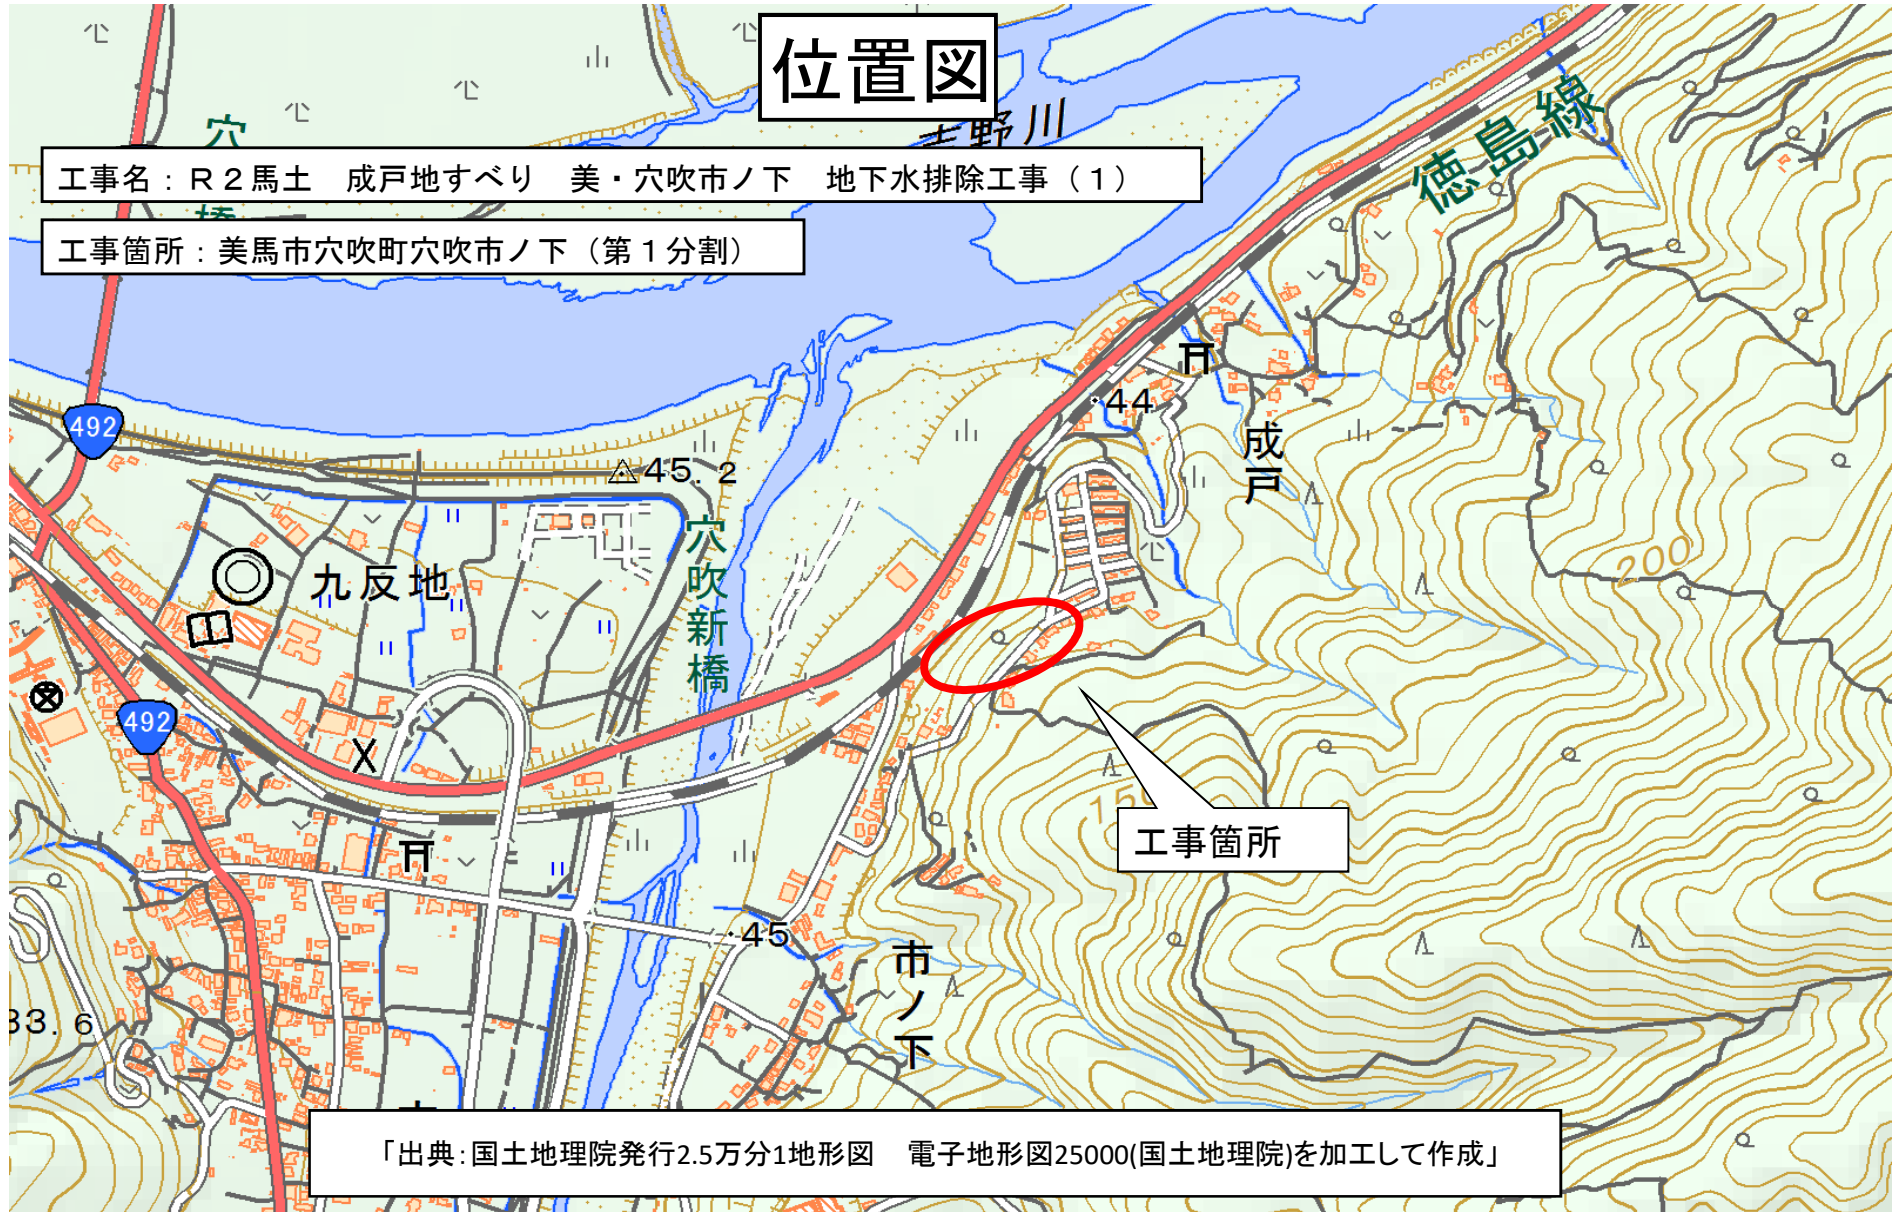 位置図
吉野川
徳島線
工事名：Ｒ２馬土　成戸地すべり　美・穴吹市ノ下　地下水排除工事（１）
工事箇所：美馬市穴吹町穴吹市ノ下（第１分割）
492
44
成戸
45.2
穴吹新橋
九反地
200
492
150
工事箇所
45
市ノ下
33.6
「出典：国土地理院発行2.5万分1地形図　電子地形図25000(国土地理院)を加工して作成」